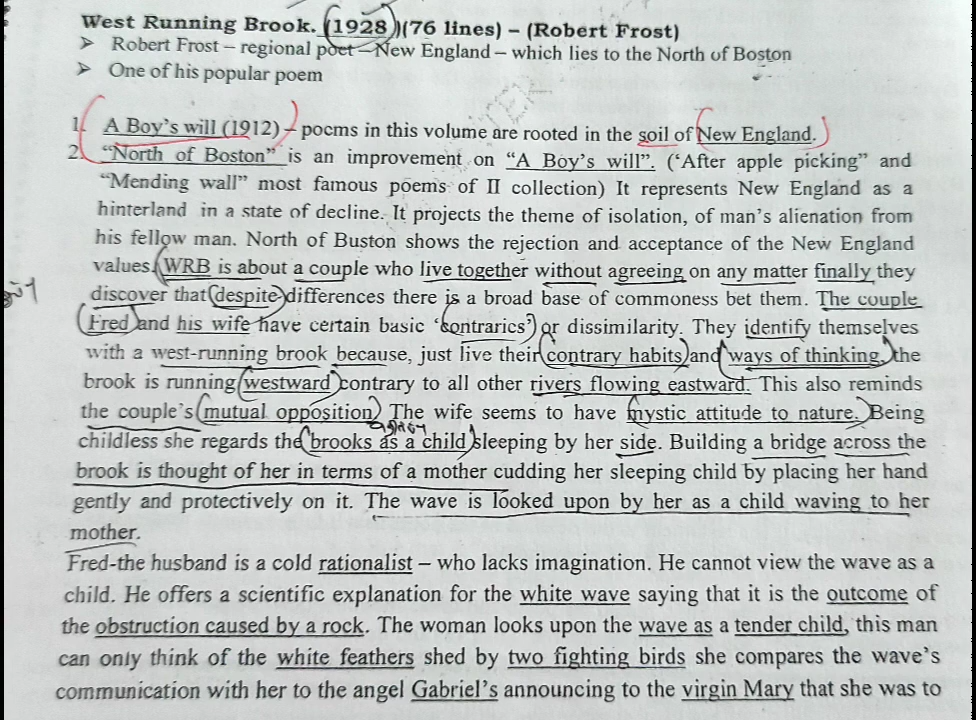 West Running Brook. (1928)(76 lines) – (Robert Frost)
➢ Robert Frost – regional poet – New England – which lies to the North of Boston
➢ One of his popular poem
1. A Boy's will (1912) – poems in this volume are rooted in the soil of New England.
2. "North of Boston" is an improvement on "A Boy's will". ('After apple picking" and
"Mending wall" most famous poems of II collection) It represents New England as a
hinterland in a state of decline. It projects the theme of isolation, of man's alienation from
his fellow man. North of Buston shows the rejection and acceptance of the New England
values. WRB is about a couple who live together without agreeing on any matter finally they
discover that despite differences there is a broad base of commoness bet them. The couple
Fred and his wife have certain basic 'contrarics' or dissimilarity. They identify themselves
with a west-running brook because, just live their contrary habits and ways of thinking, the
brook is running westward contrary to all other rivers flowing eastward. This also reminds
the couple's mutual opposition. The wife seems to have mystic attitude to nature. Being
childless she regards the brooks as a child sleeping by her side. Building a bridge across the
brook is thought of her in terms of a mother cudding her sleeping child by placing her hand
gently and protectively on it. The wave is looked upon by her as a child waving to her
mother.
Fred-the husband is a cold rationalist – who lacks imagination. He cannot view the wave as a
child. He offers a scientific explanation for the white wave saying that it is the outcome of
the obstruction caused by a rock. The woman looks upon the wave as a tender child, this man
can only think of the white feathers shed by two fighting birds she compares the wave's
communication with her to the angel Gabriel's announcing to the virgin Mary that she was to